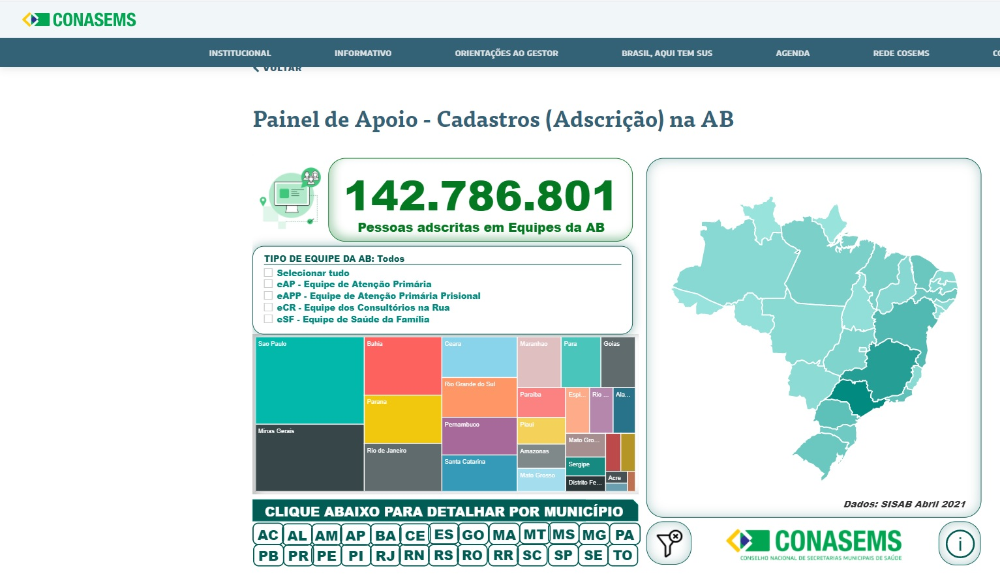 CONASEMS
INSTITUCIONAL INFORMATIVO ORIENTAÇÕES AO GESTOR BRASIL, AQUI TEM SUS AGENDA REDE COSEMS
VOLTAR
Painel de Apoio - Cadastros (Adscrição) na AB
142.786.801
Pessoas adscritas em Equipes da AB
TIPO DE EQUIPE DA AB: Todos
Selecionar tudo
eAP - Equipe de Atenção Primária
eAPP - Equipe de Atenção Primária Prisional
eCR - Equipe dos Consultórios na Rua
eSF - Equipe de Saúde da Família
Sao Paulo
Minas Gerais
Bahia
Parana
Rio de Janeiro
Ceara
Rio Grande do Sul
Pernambuco
Santa Catarina
Maranhao
Para
Goias
Paraiba
Piaui
Amazonas
Mato Grosso
Espi...
Rio ...
Ala...
Mato Gro...
Sergipe
Distrito Fe...
Acre
Dados: SISAB Abril 2021
CLIQUE ABAIXO PARA DETALHAR POR MUNICÍPIO
AC AL AM AP BA CE ES GO MA MT MS MG PA
PB PR PE PI RJ RN RS RO RR SC SP SE TO
CONASEMS
CONSELHO NACIONAL DE SECRETARIAS MUNICIPAIS DE SAÚDE
i